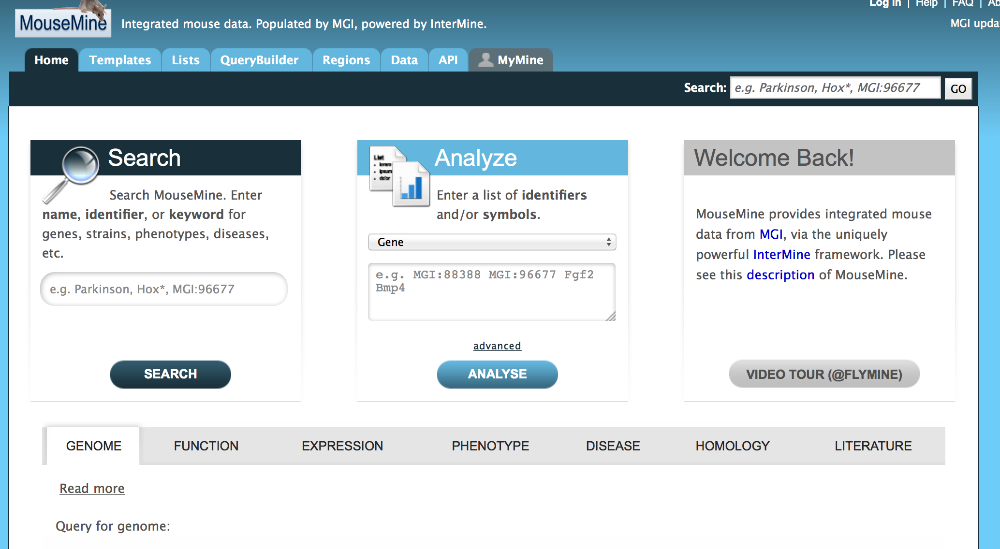 Log In | Help | FAQ |
MouseMine
Integrated mouse data. Populated by MGI, powered by InterMine.
MGI
Home
Templates
Lists
QueryBuilder
Regions
Data
API
MyMine
Search:
e.g. Parkinson, Hox*, MGI:96677
GO
Search
Search MouseMine. Enter
name, identifier, or keyword for
genes, strains, phenotypes, diseases,
etc.
e.g. Parkinson, Hox*, MGI:96677
SEARCH
List
lorem
ipsum
dolor
Analyze
Enter a list of identifiers
and/or symbols.
Gene
e.g. MGI:88388 MGI:96677 Fgf2
Bmp4
advanced
ANALYSE
Welcome Back!
MouseMine provides integrated mouse
data from MGI, via the uniquely
powerful InterMine framework. Please
see this description of MouseMine.
VIDEO TOUR (@FLYMINE)
GENOME
FUNCTION
EXPRESSION
PHENOTYPE
DISEASE
HOMOLOGY
LITERATURE
Read more
Query for genome: